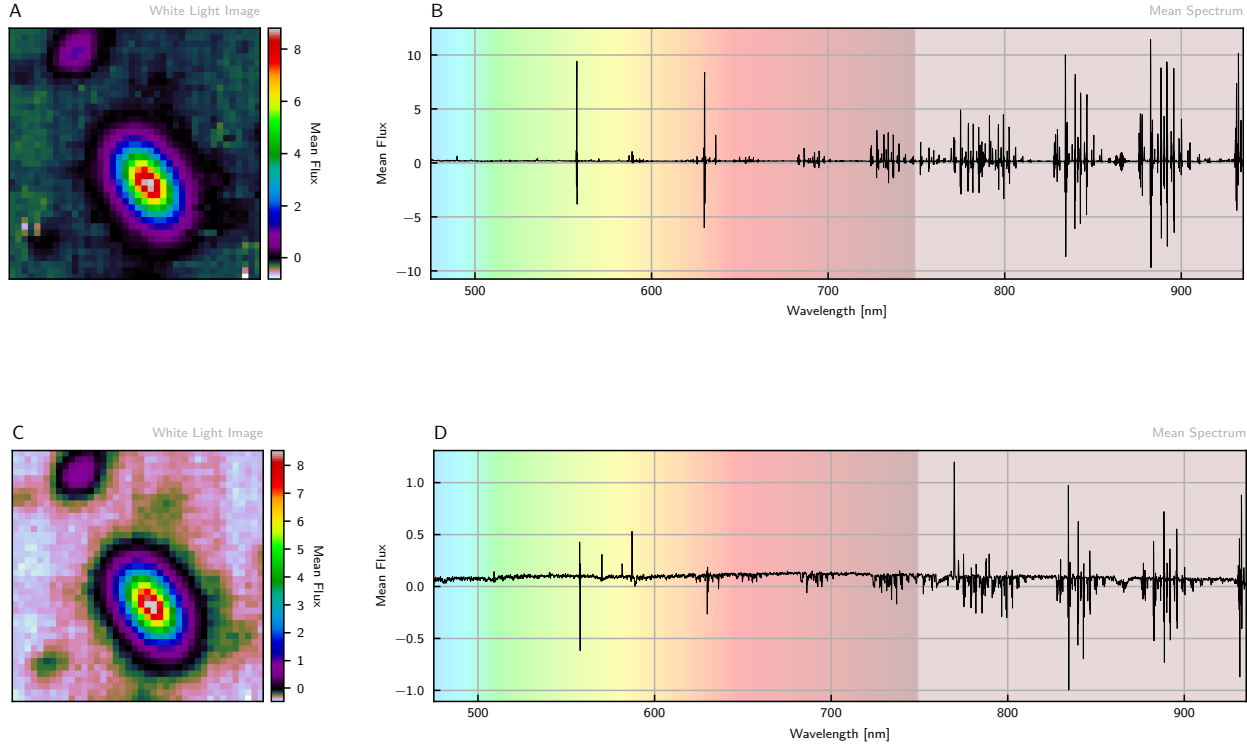 A
White Light Image
8
6
4
2
0
Mean Flux
B
Mean Spectrum
10
5
0
−5
−10
Mean Flux
500 600 700 800 900
Wavelength [nm]
C
White Light Image
8
7
6
5
4
3
2
1
0
Mean Flux
D
Mean Spectrum
1.0
0.5
0.0
−0.5
−1.0
Mean Flux
500 600 700 800 900
Wavelength [nm]